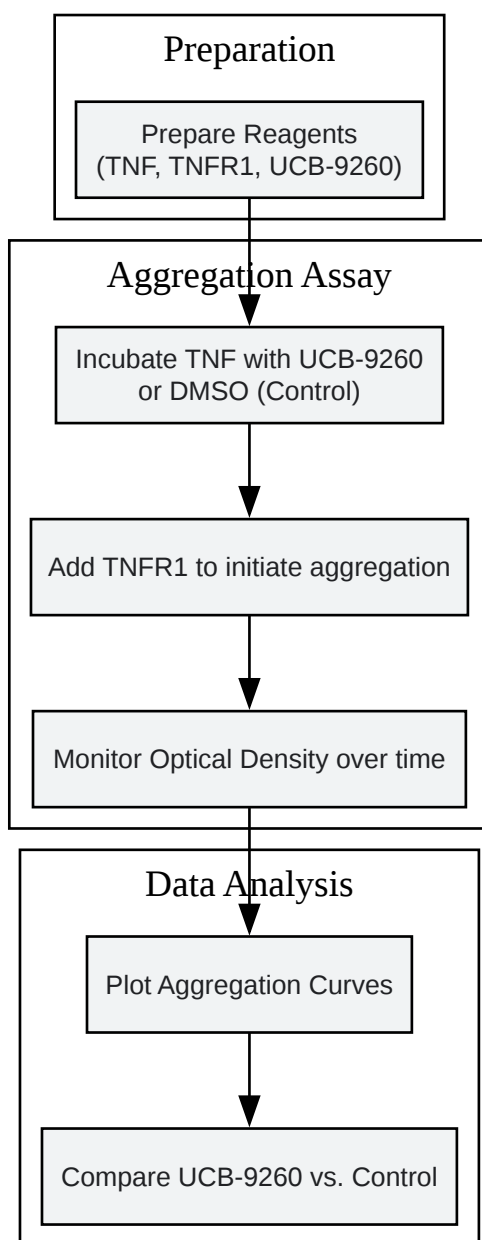 Preparation
Prepare Reagents
(TNF, TNFR1, UCB-9260)
Aggregation Assay
Incubate TNF with UCB-9260
or DMSO (Control)
Add TNFR1 to initiate aggregation
Monitor Optical Density over time
Data Analysis
Plot Aggregation Curves
Compare UCB-9260 vs. Control